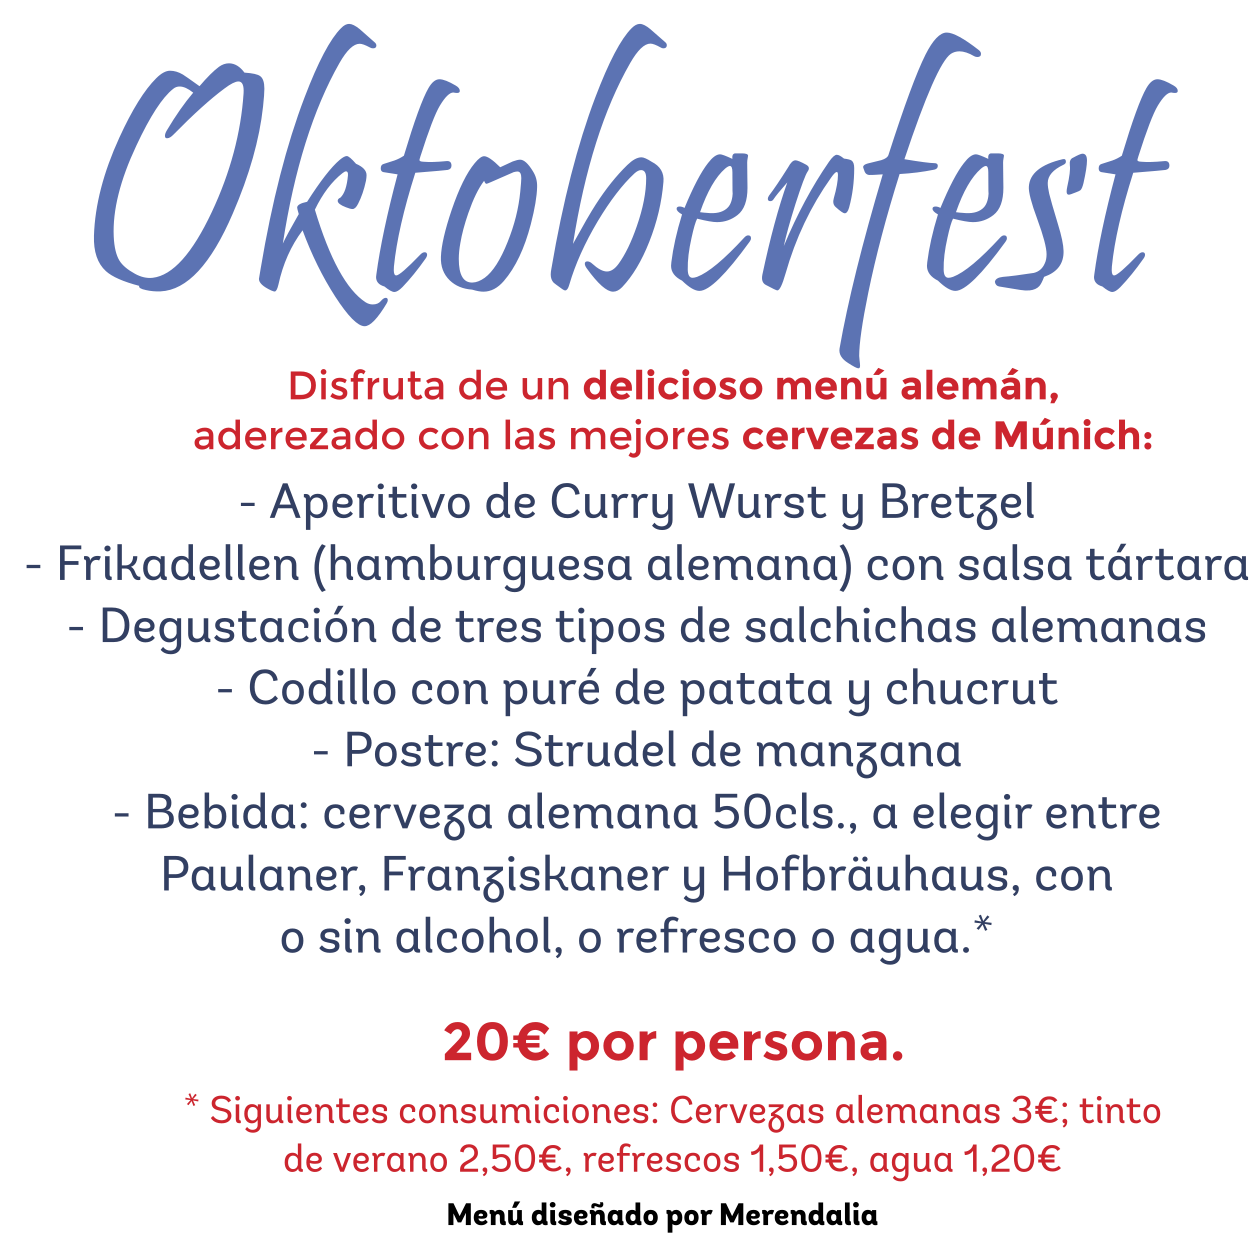 Oktoberfest
Disfruta de un delicioso menú alemán,
aderezado con las mejores cervezas de Múnich:
- Aperitivo de Curry Wurst y Bretzel
- Frikadellen (hamburguesa alemana) con salsa tártara
- Degustación de tres tipos de salchichas alemanas
- Codillo con puré de patata y chucrut
- Postre: Strudel de manzana
- Bebida: cerveza alemana 50cls., a elegir entre
Paulaner, Franziskaner y Hofbräuhaus, con
o sin alcohol, o refresco o agua.*
20€ por persona.
* Siguientes consumiciones: Cervezas alemanas 3€; tinto
de verano 2,50€, refrescos 1,50€, agua 1,20€
Menú diseñado por Merendalia